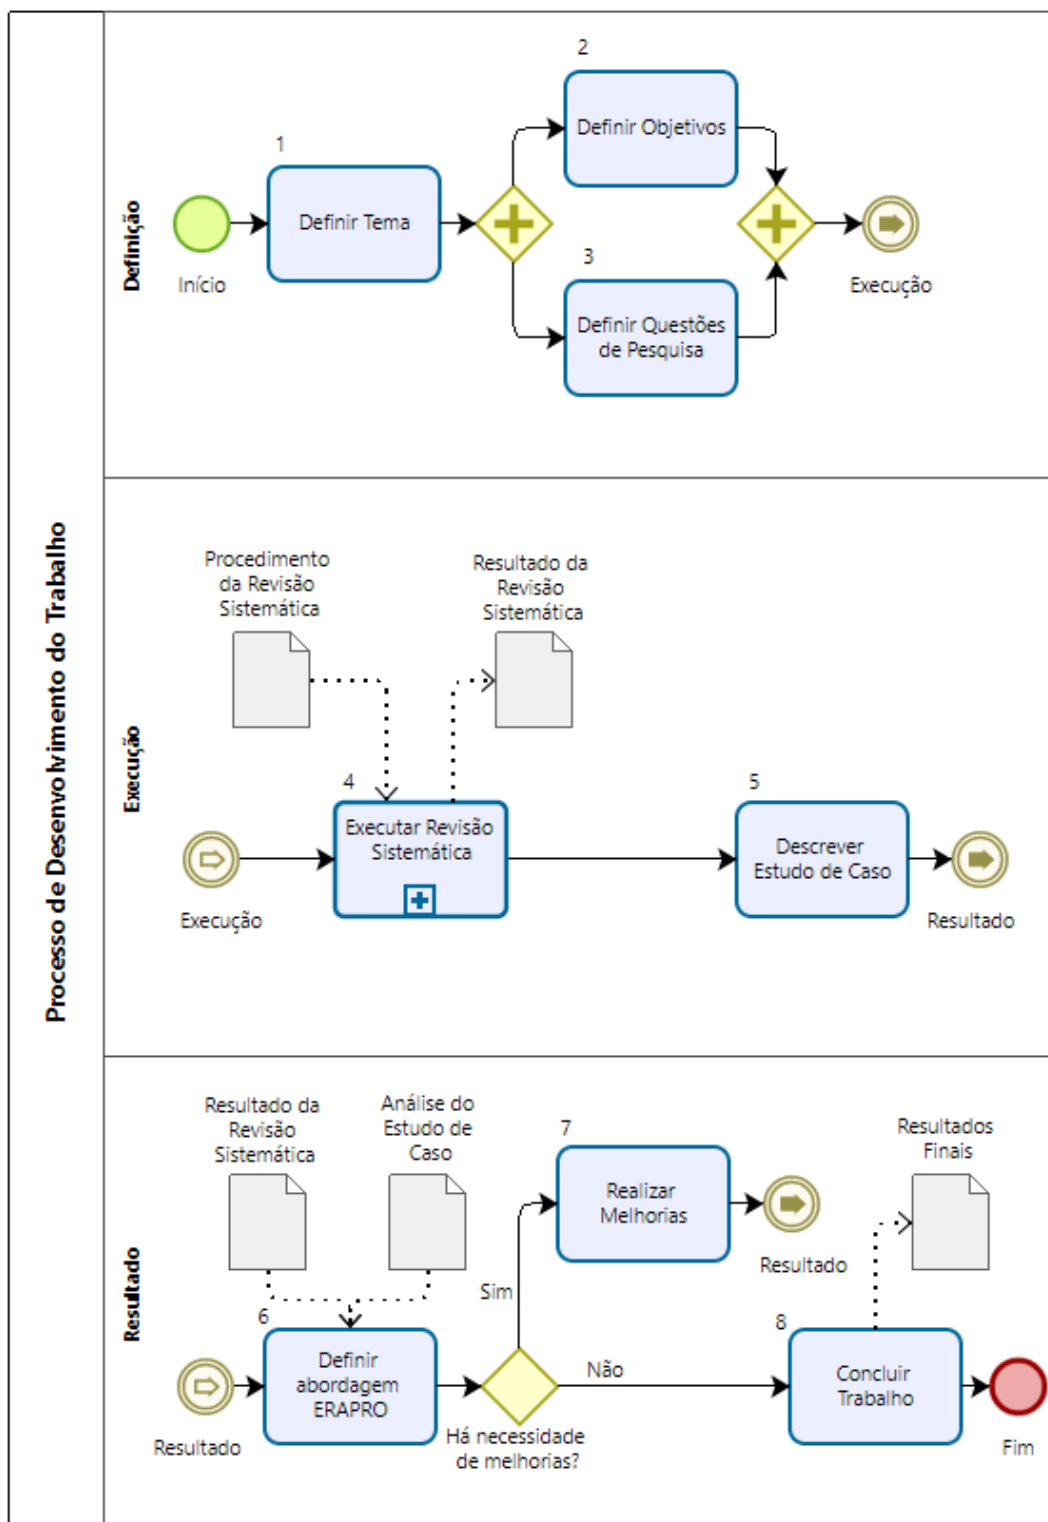 Processo de Desenvolvimento do Trabalho
Definição
Início
1
Definir Tema
2
Definir Objetivos
3
Definir Questões
de Pesquisa
Execução
Execução
Procedimento
da Revisão
Sistemática
Resultado da
Revisão
Sistemática
Execução
4
Executar Revisão
Sistemática
5
Descrever
Estudo de Caso
Resultado
Resultado
Resultado da
Revisão
Sistemática
Análise do
Estudo de
Caso
Resultado
6
Definir
abordagem
ERAPRO
Há necessidade
de melhorias?
Sim
7
Realizar
Melhorias
Resultado
Não
8
Concluir
Trabalho
Resultados
Finais
Fim